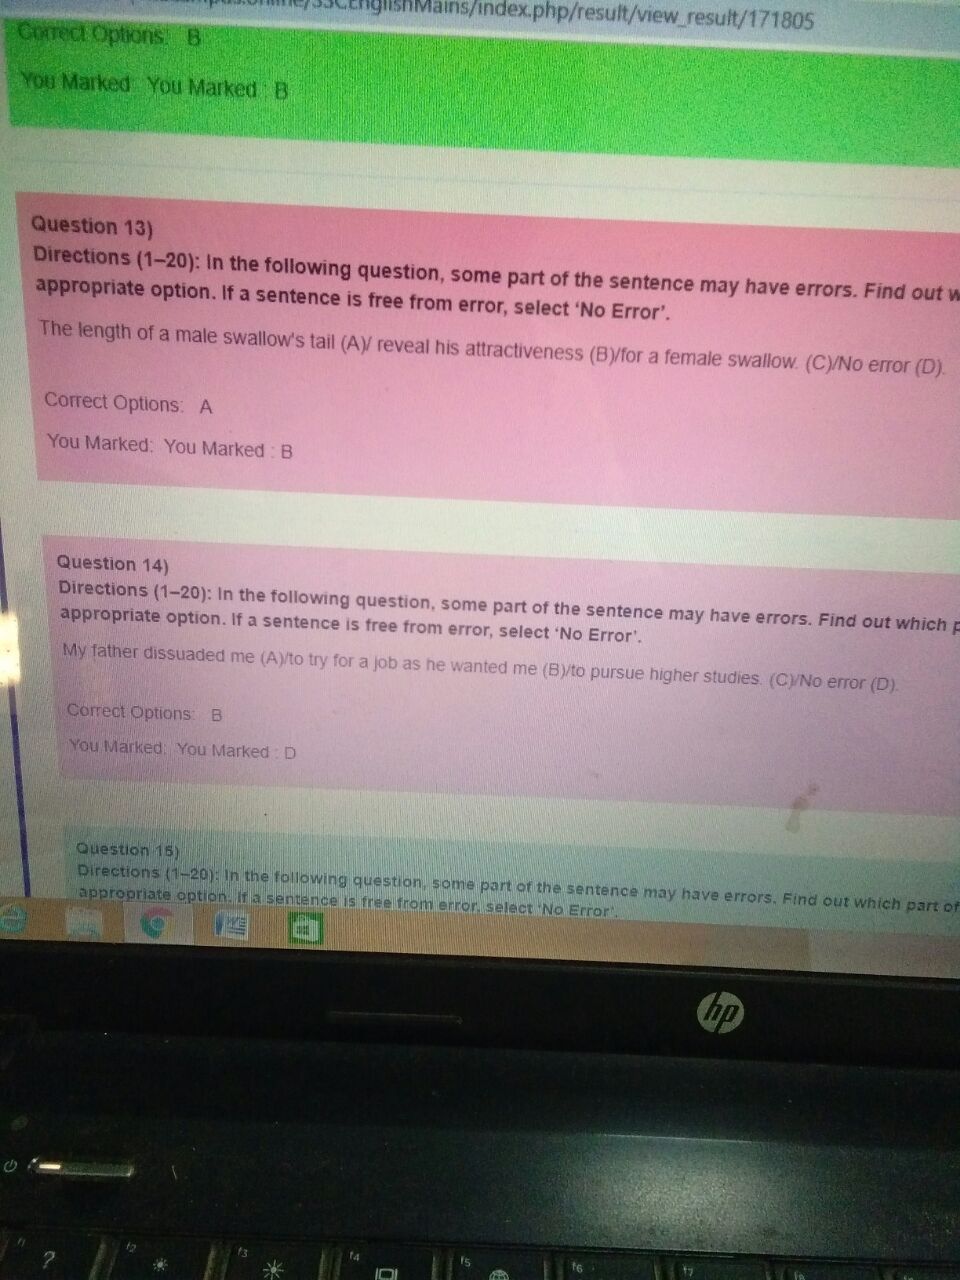 EnglishMains/index.php/result/view_result/171805
Correct Options: B
You Marked You Marked B
Question 13)
Directions (1–20): In the following question, some part of the sentence may have errors. Find out w
appropriate option. If a sentence is free from error, select ‘No Error’.
The length of a male swallow's tail (A)/ reveal his attractiveness (B)/for a female swallow. (C)/No error (D).
Correct Options: A
You Marked: You Marked : B
Question 14)
Directions (1–20): In the following question, some part of the sentence may have errors. Find out which p
appropriate option. If a sentence is free from error, select ‘No Error’.
My father dissuaded me (A)/to try for a job as he wanted me (B)/to pursue higher studies. (C)/No error (D).
Correct Options: B
You Marked: You Marked : D
Question 15)
Directions (1–20): In the following question, some part of the sentence may have errors. Find out which part of
appropriate option. If a sentence is free from error, select ‘No Error’.
hp
f1 ? f2 f3 f4 f5 f6 f7 f8